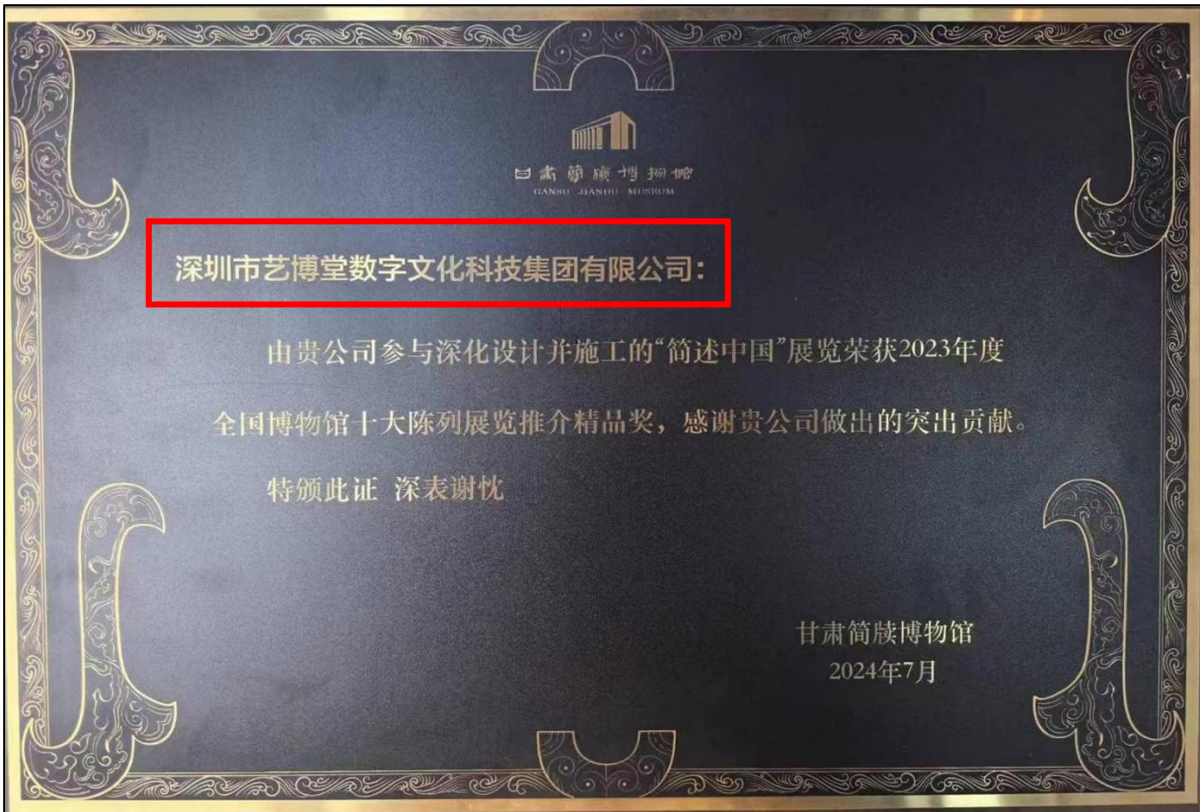 甘肃简牍博物馆
GANSU JIANDU MUSEUM
深圳市艺博堂数字文化科技集团有限公司：
由贵公司参与深化设计并施工的“简述中国”展览荣获2023年度
全国博物馆十大陈列展览推介精品奖，感谢贵公司做出的突出贡献。
特颁此证 深表谢忱
甘肃简牍博物馆
2024年7月